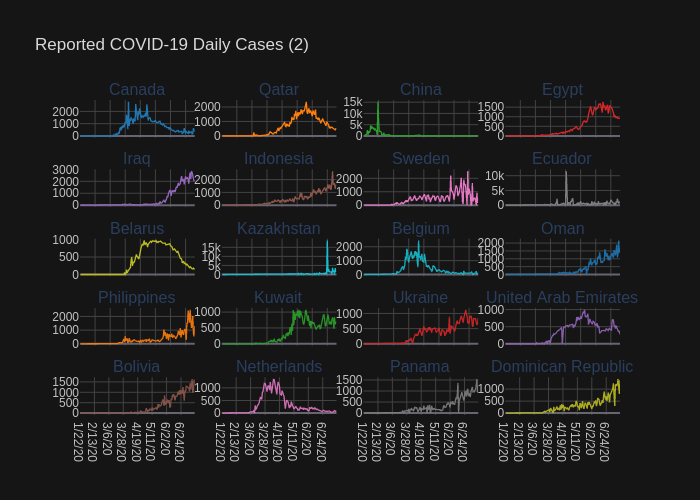 Reported COVID-19 Daily Cases (2)
Canada Qatar China Egypt
2000 1000 0 2000 1000 0 15k 10k 5k 0 1500 1000 500 0
Iraq Indonesia Sweden Ecuador
3000 2000 1000 0 2000 1000 0 2000 1000 0 10k 5k 0
Belarus Kazakhstan Belgium Oman
1000 500 0 15k 10k 5k 0 2000 1000 0 2000 1500 1000 500 0
Philippines Kuwait Ukraine United Arab Emirates
2000 1000 0 1000 500 0 1000 500 0 1000 500 0
Bolivia Netherlands Panama Dominican Republic
1500 1000 500 0 1000 500 0 1500 1000 500 0 1000 500 0
1/22/20 2/13/20 3/6/20 3/28/20 4/19/20 5/11/20 6/2/20 6/24/20 1/22/20 2/13/20 3/6/20 3/28/20 4/19/20 5/11/20 6/2/20 6/24/20 1/22/20 2/13/20 3/6/20 3/28/20 4/19/20 5/11/20 6/2/20 6/24/20 1/22/20 2/13/20 3/6/20 3/28/20 4/19/20 5/11/20 6/2/20 6/24/20